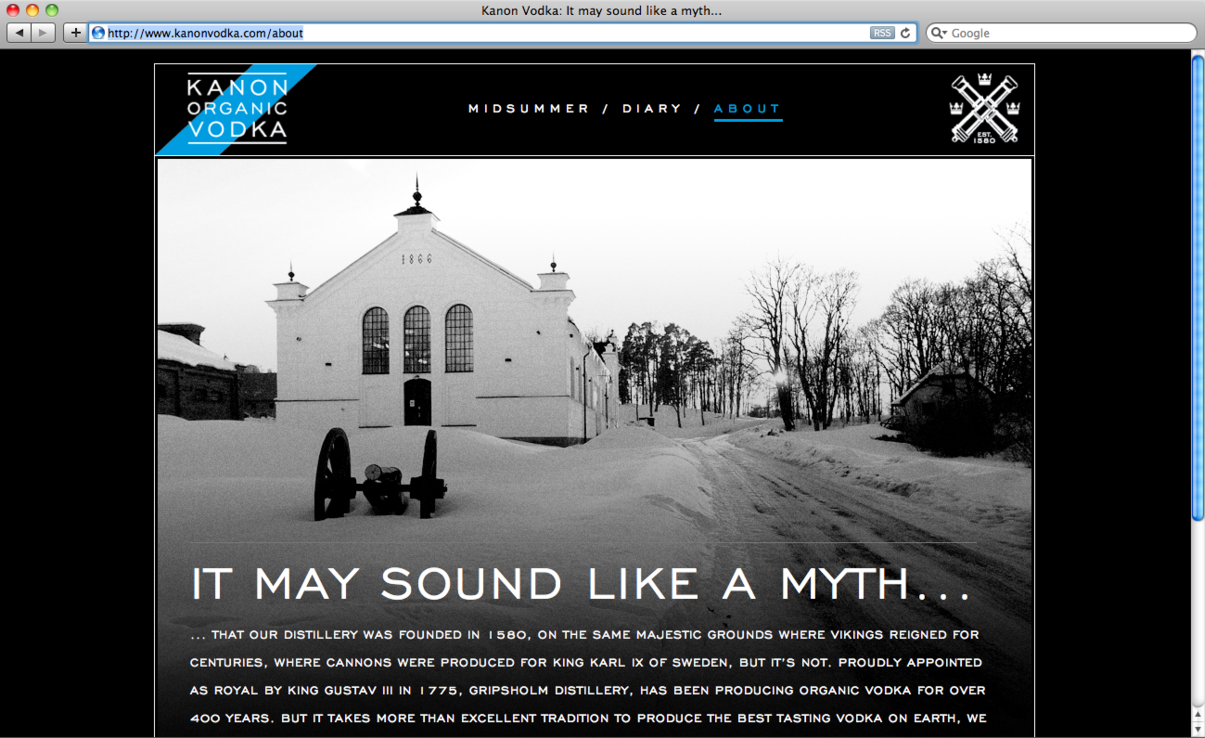 Kanon Vodka: It may sound like a myth...
http://www.kanonvodka.com/about
RSS
Google
KANON
ORGANIC
VODKA
MIDSUMMER / DIARY / ABOUT
EST.
1580
1866
IT MAY SOUND LIKE A MYTH...
... THAT OUR DISTILLERY WAS FOUNDED IN 1580, ON THE SAME MAJESTIC GROUNDS WHERE VIKINGS REIGNED FOR
CENTURIES, WHERE CANNONS WERE PRODUCED FOR KING KARL IX OF SWEDEN, BUT IT'S NOT. PROUDLY APPOINTED
AS ROYAL BY KING GUSTAV III IN 1775, GRIPSHOLM DISTILLERY, HAS BEEN PRODUCING ORGANIC VODKA FOR OVER
400 YEARS. BUT IT TAKES MORE THAN EXCELLENT TRADITION TO PRODUCE THE BEST TASTING VODKA ON EARTH, WE